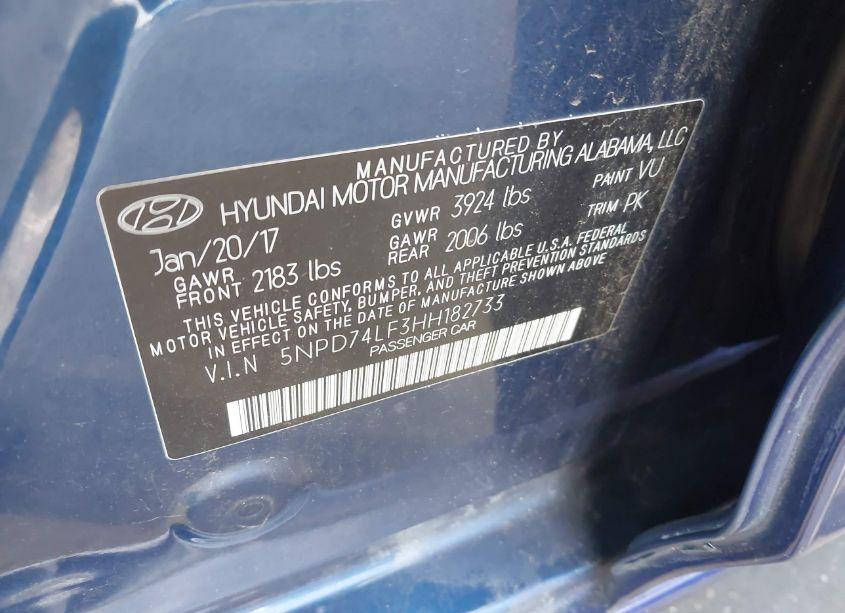 MANUFACTURED BY
HYUNDAI MOTOR MANUFACTURING ALABAMA, LLC
Jan/20/17 GVWR 3924 lbs PAINT VU
GAWR FRONT 2183 lbs GAWR REAR 2006 lbs TRIM PK
THIS VEHICLE CONFORMS TO ALL APPLICABLE U.S.A. FEDERAL
MOTOR VEHICLE SAFETY, BUMPER, AND THEFT PREVENTION STANDARDS
IN EFFECT ON THE DATE OF MANUFACTURE SHOWN ABOVE
V.I.N 5NPD74LF3HH182733
PASSENGER CAR